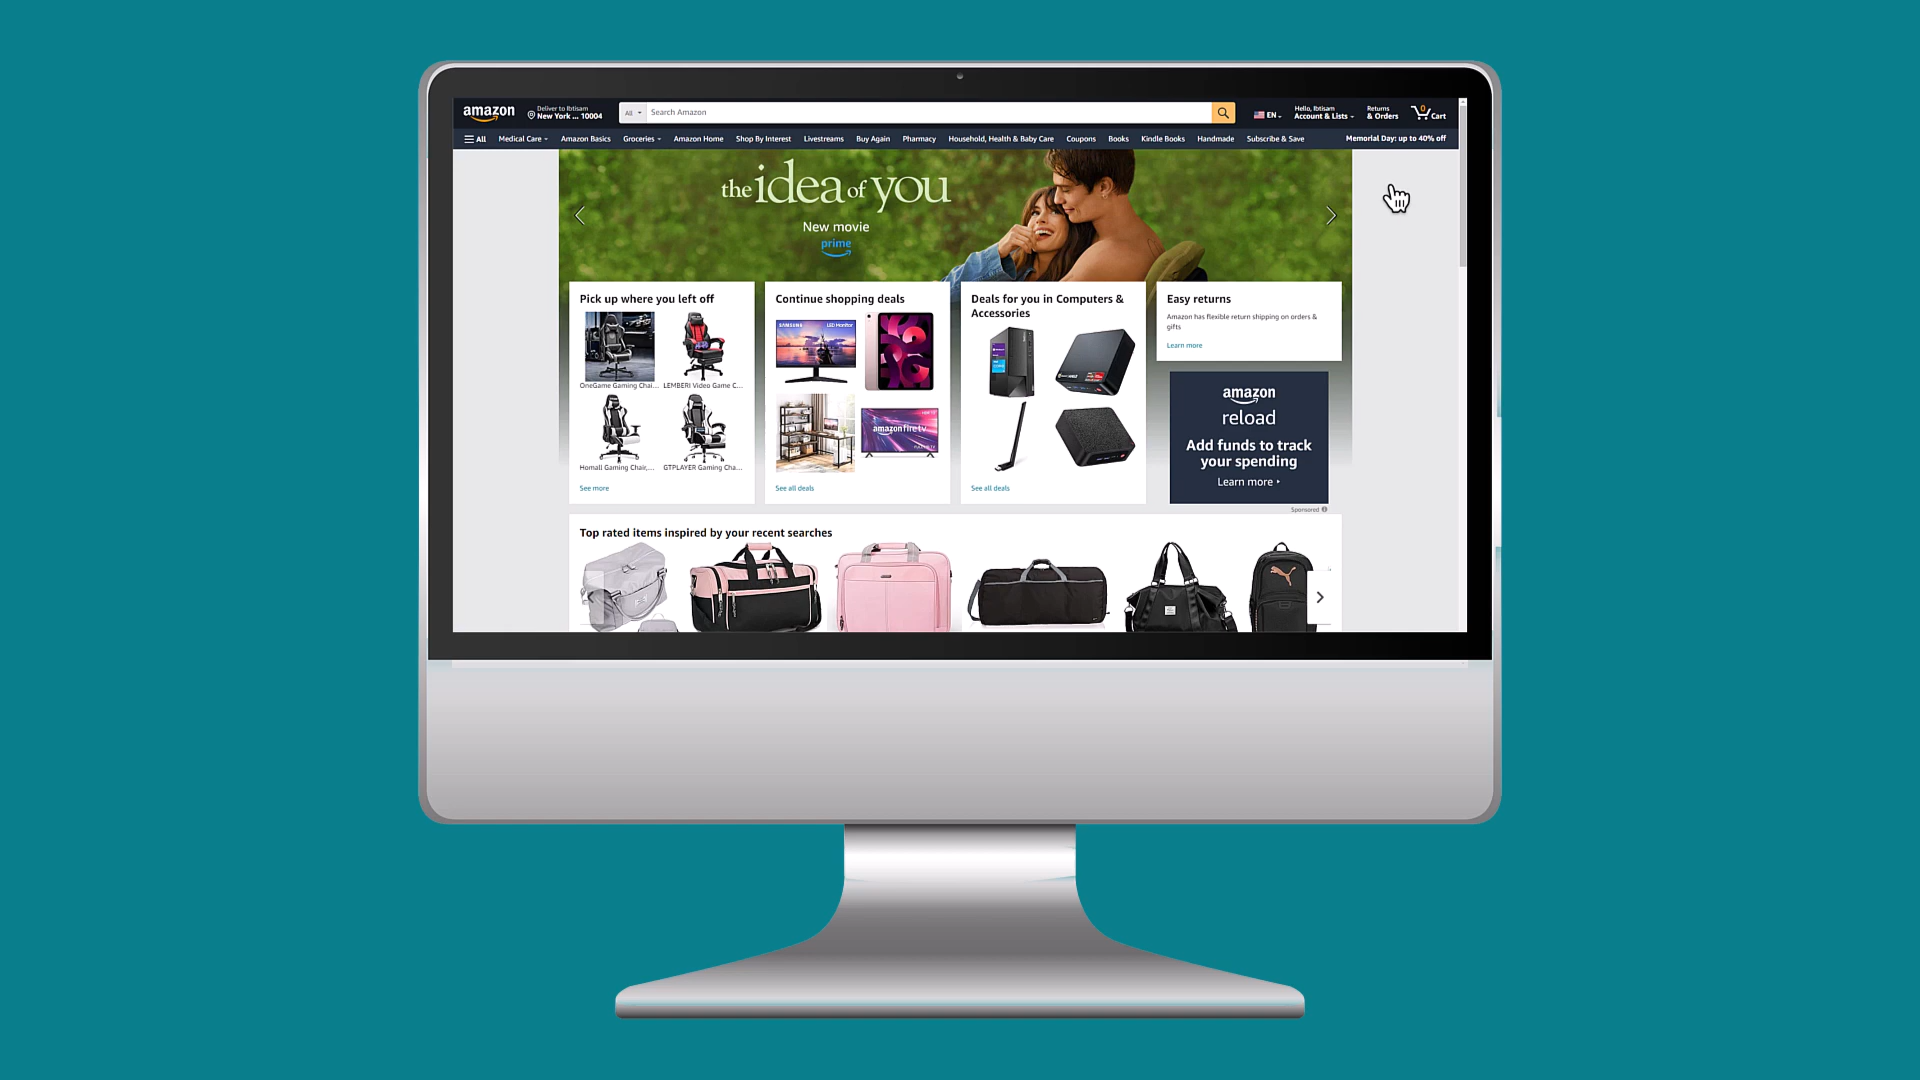 amazon
Deliver to Ibtisam
New York ... 10004
All
Search Amazon
EN
Hello, Ibtisam
Account & Lists
Returns
& Orders
0
Cart
All
Medical Care
Amazon Basics
Groceries
Amazon Home
Shop By Interest
Livestreams
Buy Again
Pharmacy
Household, Health & Baby Care
Coupons
Books
Kindle Books
Handmade
Subscribe & Save
Memorial Day: up to 40% off
the idea of you
New movie
prime
Pick up where you left off
OneGame Gaming Chai...
LEMBERI Video Game C...
Homall Gaming Chair,...
GTPLAYER Gaming Cha...
See more
Continue shopping deals
SAMSUNG
LED Monitor
amazon fire tv
See all deals
Deals for you in Computers &
Accessories
See all deals
Easy returns
Amazon has flexible return shipping on orders &
gifts
Learn more
amazon
reload
Add funds to track
your spending
Learn more
Sponsored
Top rated items inspired by your recent searches